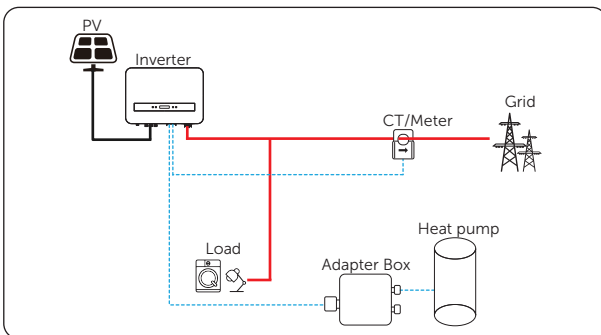 PV
Inverter
CT/Meter
Grid
Load
Adapter Box
Heat pump